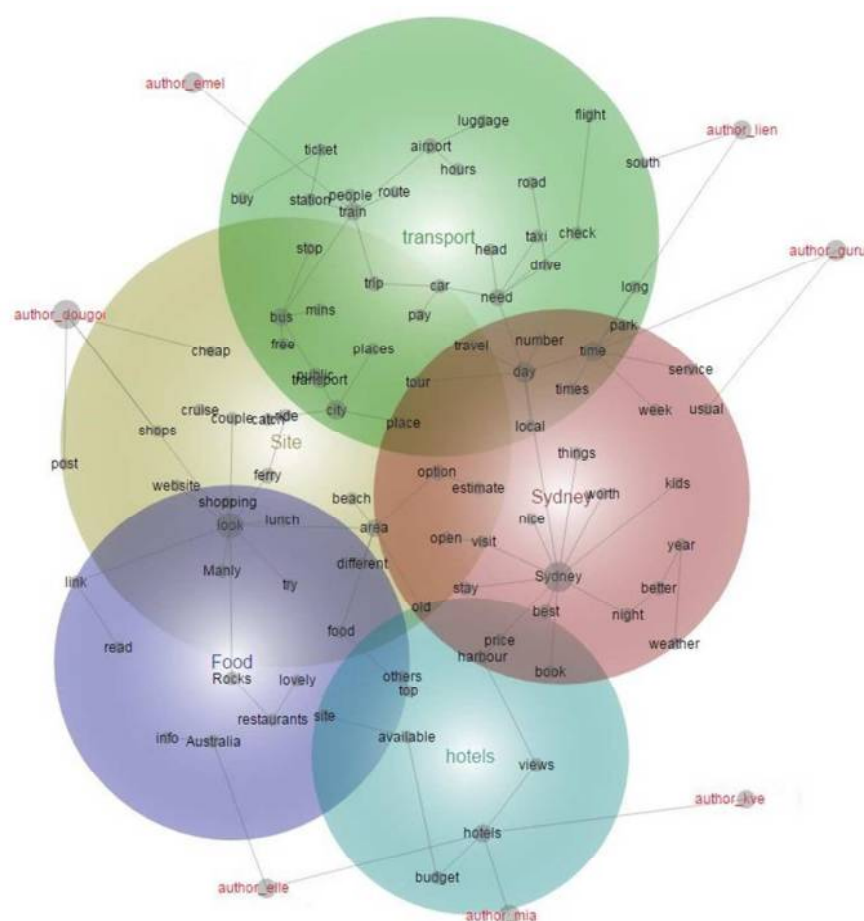 author_emel
flight
luggage
author_lien
ticket
airport
south
hours
road
people
route
buy
station
train
transport
taxi
check
stop
head
author_guru
drive
trip
car
long
need
mins
pay
bus
author_dougoi
park
number
free
travel
places
time
cheap
service
public
day
transport
tour
times
cruise
city
week
usual
couple
catch
ride
place
local
shops
Site
things
post
ferry
option
website
estimate
kids
beach
Sydney
worth
shopping
lunch
nice
look
area
open
visit
year
different
Manly
link
try
Sydney
stay
better
old
best
night
food
read
price
weather
harbour
Food
Rocks
lovely
others
book
top
restaurants
site
info
Australia
available
hotels
views
author_kve
hotels
budget
author_elle
author_mia